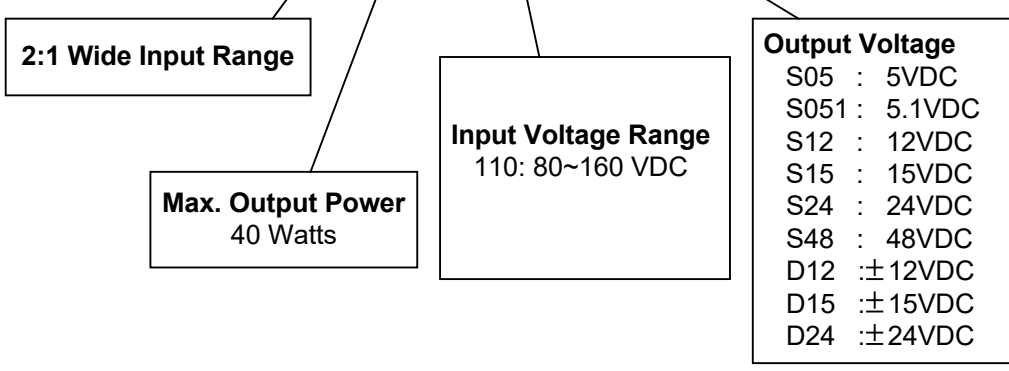 2:1 Wide Input Range
Max. Output Power
40 Watts
Input Voltage Range
110: 80~160 VDC
Output Voltage
S05 : 5VDC
S051 : 5.1VDC
S12 : 12VDC
S15 : 15VDC
S24 : 24VDC
S48 : 48VDC
D12 :±12VDC
D15 :±15VDC
D24 :±24VDC